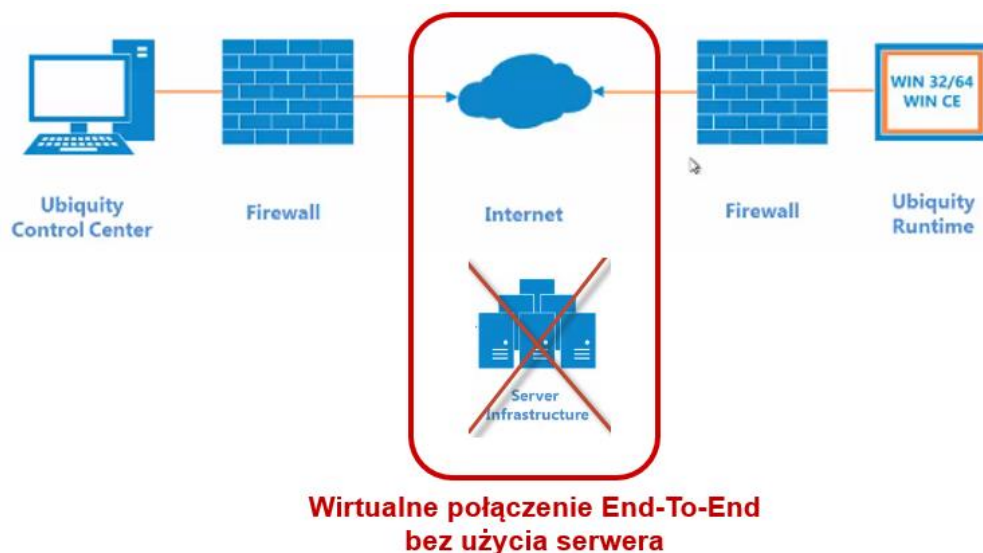 WIN 32/64
WIN CE
Ubiquity
Control Center
Firewall
Internet
Firewall
Ubiquity
Runtime
Server
Infrastructure
Wirtualne połączenie End-To-End
bez użycia serwera